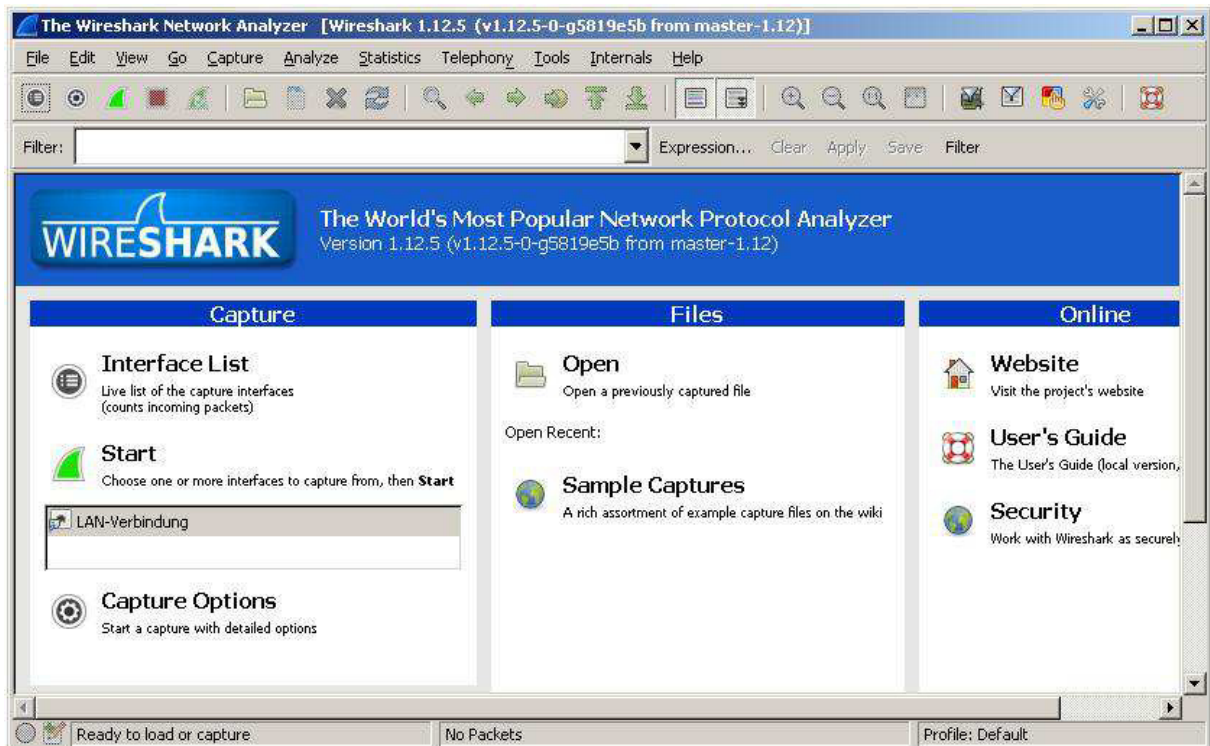 The Wireshark Network Analyzer [Wireshark 1.12.5 (v1.12.5-0-g5819e5b from master-1.12)]
File Edit View Go Capture Analyze Statistics Telephony Tools Internals Help
Filter: Expression... Clear Apply Save Filter
WIRESHARK
The World's Most Popular Network Protocol Analyzer
Version 1.12.5 (v1.12.5-0-g5819e5b from master-1.12)
Capture
Interface List
Live list of the capture interfaces
(counts incoming packets)
Start
Choose one or more interfaces to capture from, then Start
LAN-Verbindung
Capture Options
Start a capture with detailed options
Files
Open
Open a previously captured file
Open Recent:
Sample Captures
A rich assortment of example capture files on the wiki
Online
Website
Visit the project's website
User's Guide
The User's Guide (local version,
Security
Work with Wireshark as securely
Ready to load or capture
No Packets
Profile: Default